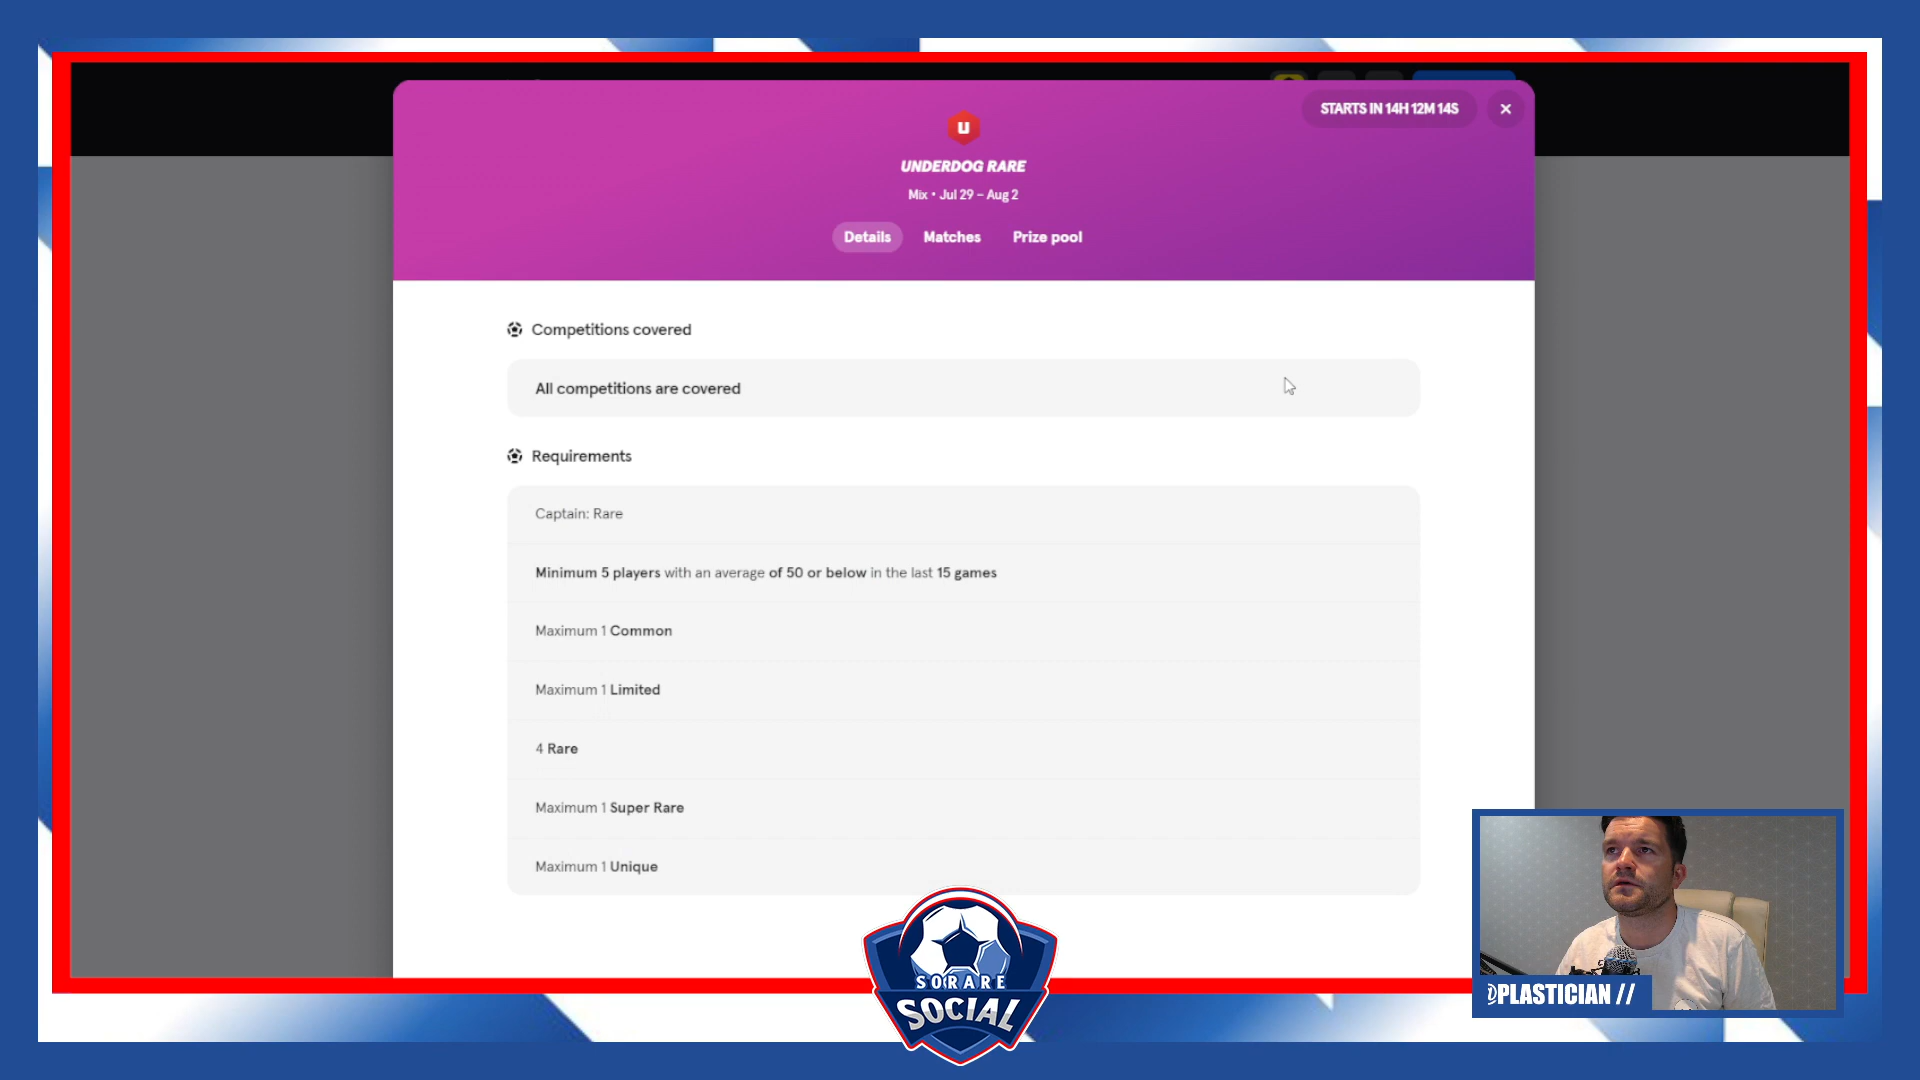 STARTS IN 14H 12M 14S
U
UNDERDOG RARE
Mix • Jul 29 – Aug 2
Details
Matches
Prize pool
Competitions covered
All competitions are covered
Requirements
Captain: Rare
Minimum 5 players with an average of 50 or below in the last 15 games
Maximum 1 Common
Maximum 1 Limited
4 Rare
Maximum 1 Super Rare
Maximum 1 Unique
SORARE
SOCIAL
@PLASTICIAN //